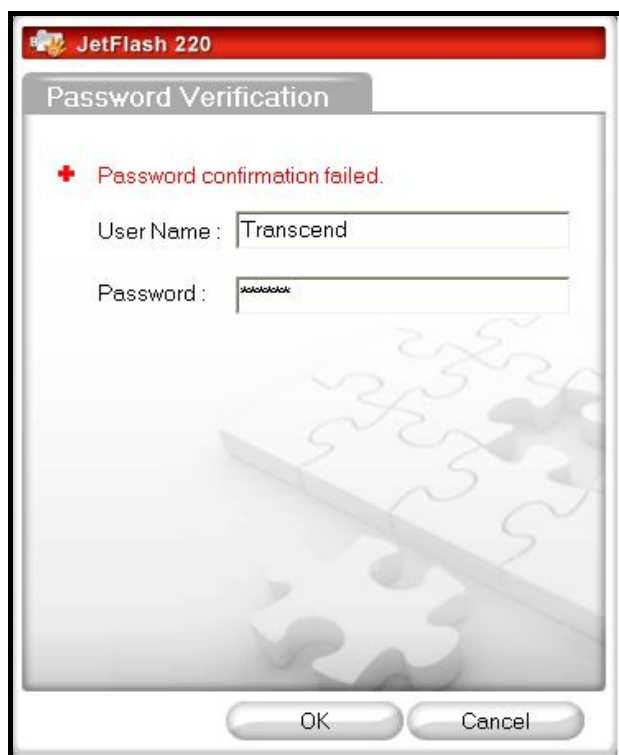 JetFlash 220
Password Verification
Password confirmation failed.
User Name : Transcend
Password : *******
OK Cancel